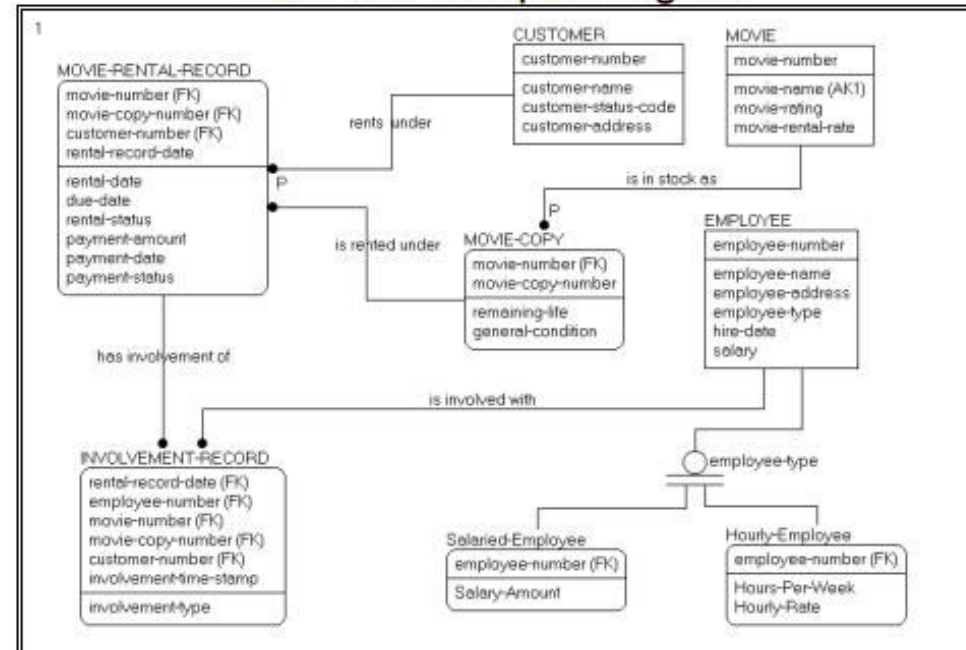 1
MOVIE-RENTAL-RECORD
movie-number (FK)
movie-copy-number (FK)
customer-number (FK)
rental-record-date
rental-date
due-date
rental-status
payment-amount
payment-date
payment-status
rents under
P
CUSTOMER
customer-number
customer-name
customer-status-code
customer-address
MOVIE
movie-number
movie-name (AK1)
movie-rating
movie-rental-rate
is in stock as
P
is rented under
MOVIE-COPY
movie-number (FK)
movie-copy-number
remaining-life
general-condition
EMPLOYEE
employee-number
employee-name
employee-address
employee-type
hire-date
salary
has involvement of
is involved with
INVOLVEMENT-RECORD
rental-record-date (FK)
employee-number (FK)
movie-number (FK)
movie-copy-number (FK)
customer-number (FK)
involvement-time-stamp
involvement-type
employee-type
Salaried-Employee
employee-number (FK)
Salary-Amount
Hourly-Employee
employee-number (FK)
Hours-Per-Week
Hourly-Rate